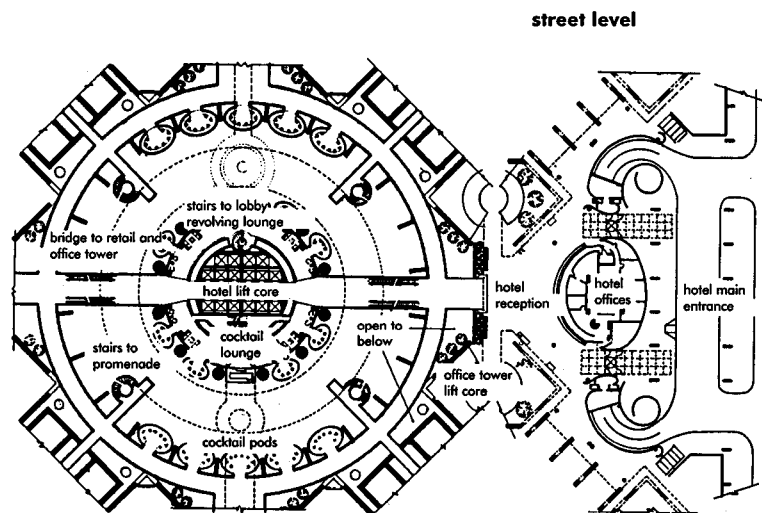 street level
C
stairs to lobby
revolving lounge
bridge to retail and
office tower
hotel lift core
hotel
reception
hotel
offices
hotel main
entrance
stairs to
promenade
cocktail
lounge
open to
below
office tower
lift core
cocktail pods